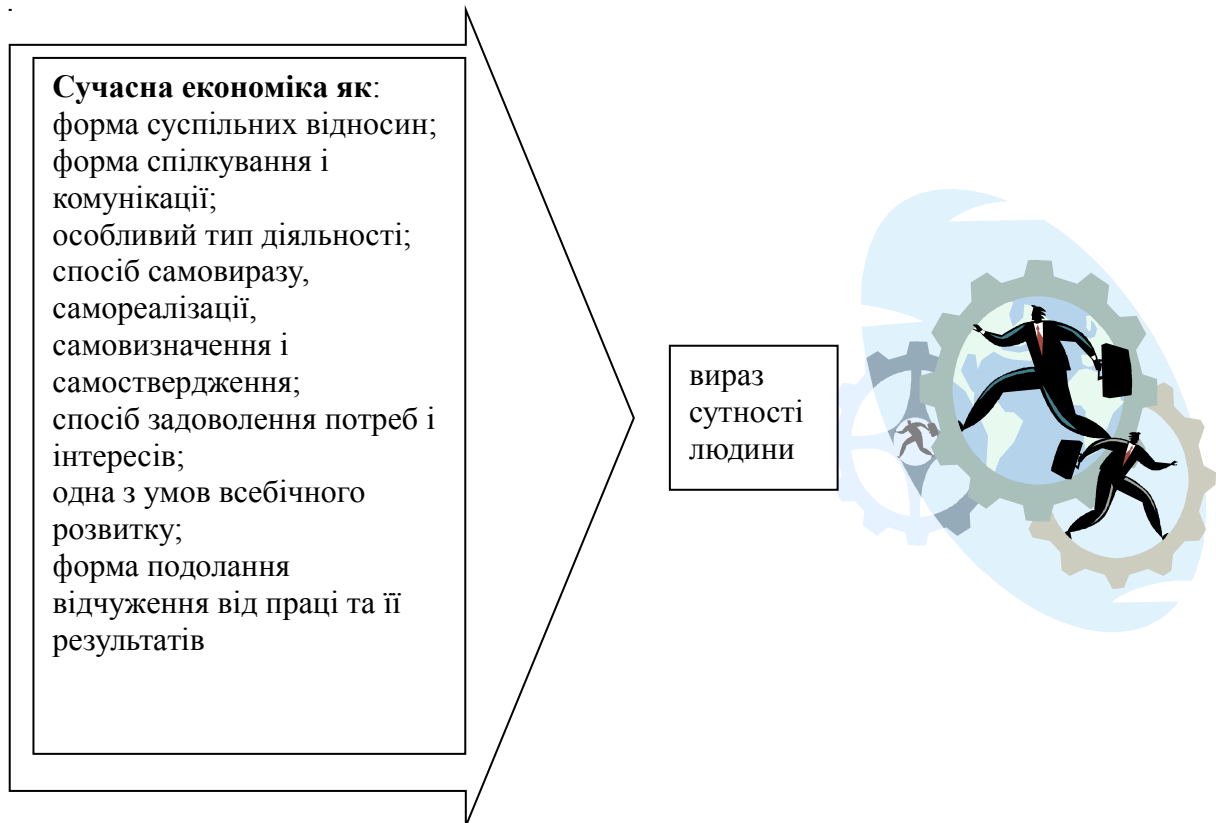 Сучасна економіка як:
форма суспільних відносин;
форма спілкування і
комунікації;
особливий тип діяльності;
спосіб самовиразу,
самореалізації,
самовизначення і
самоствердження;
спосіб задоволення потреб і
інтересів;
одна з умов всебічного
розвитку;
форма подолання
відчуження від праці та її
результатів
вираз
сутності
людини